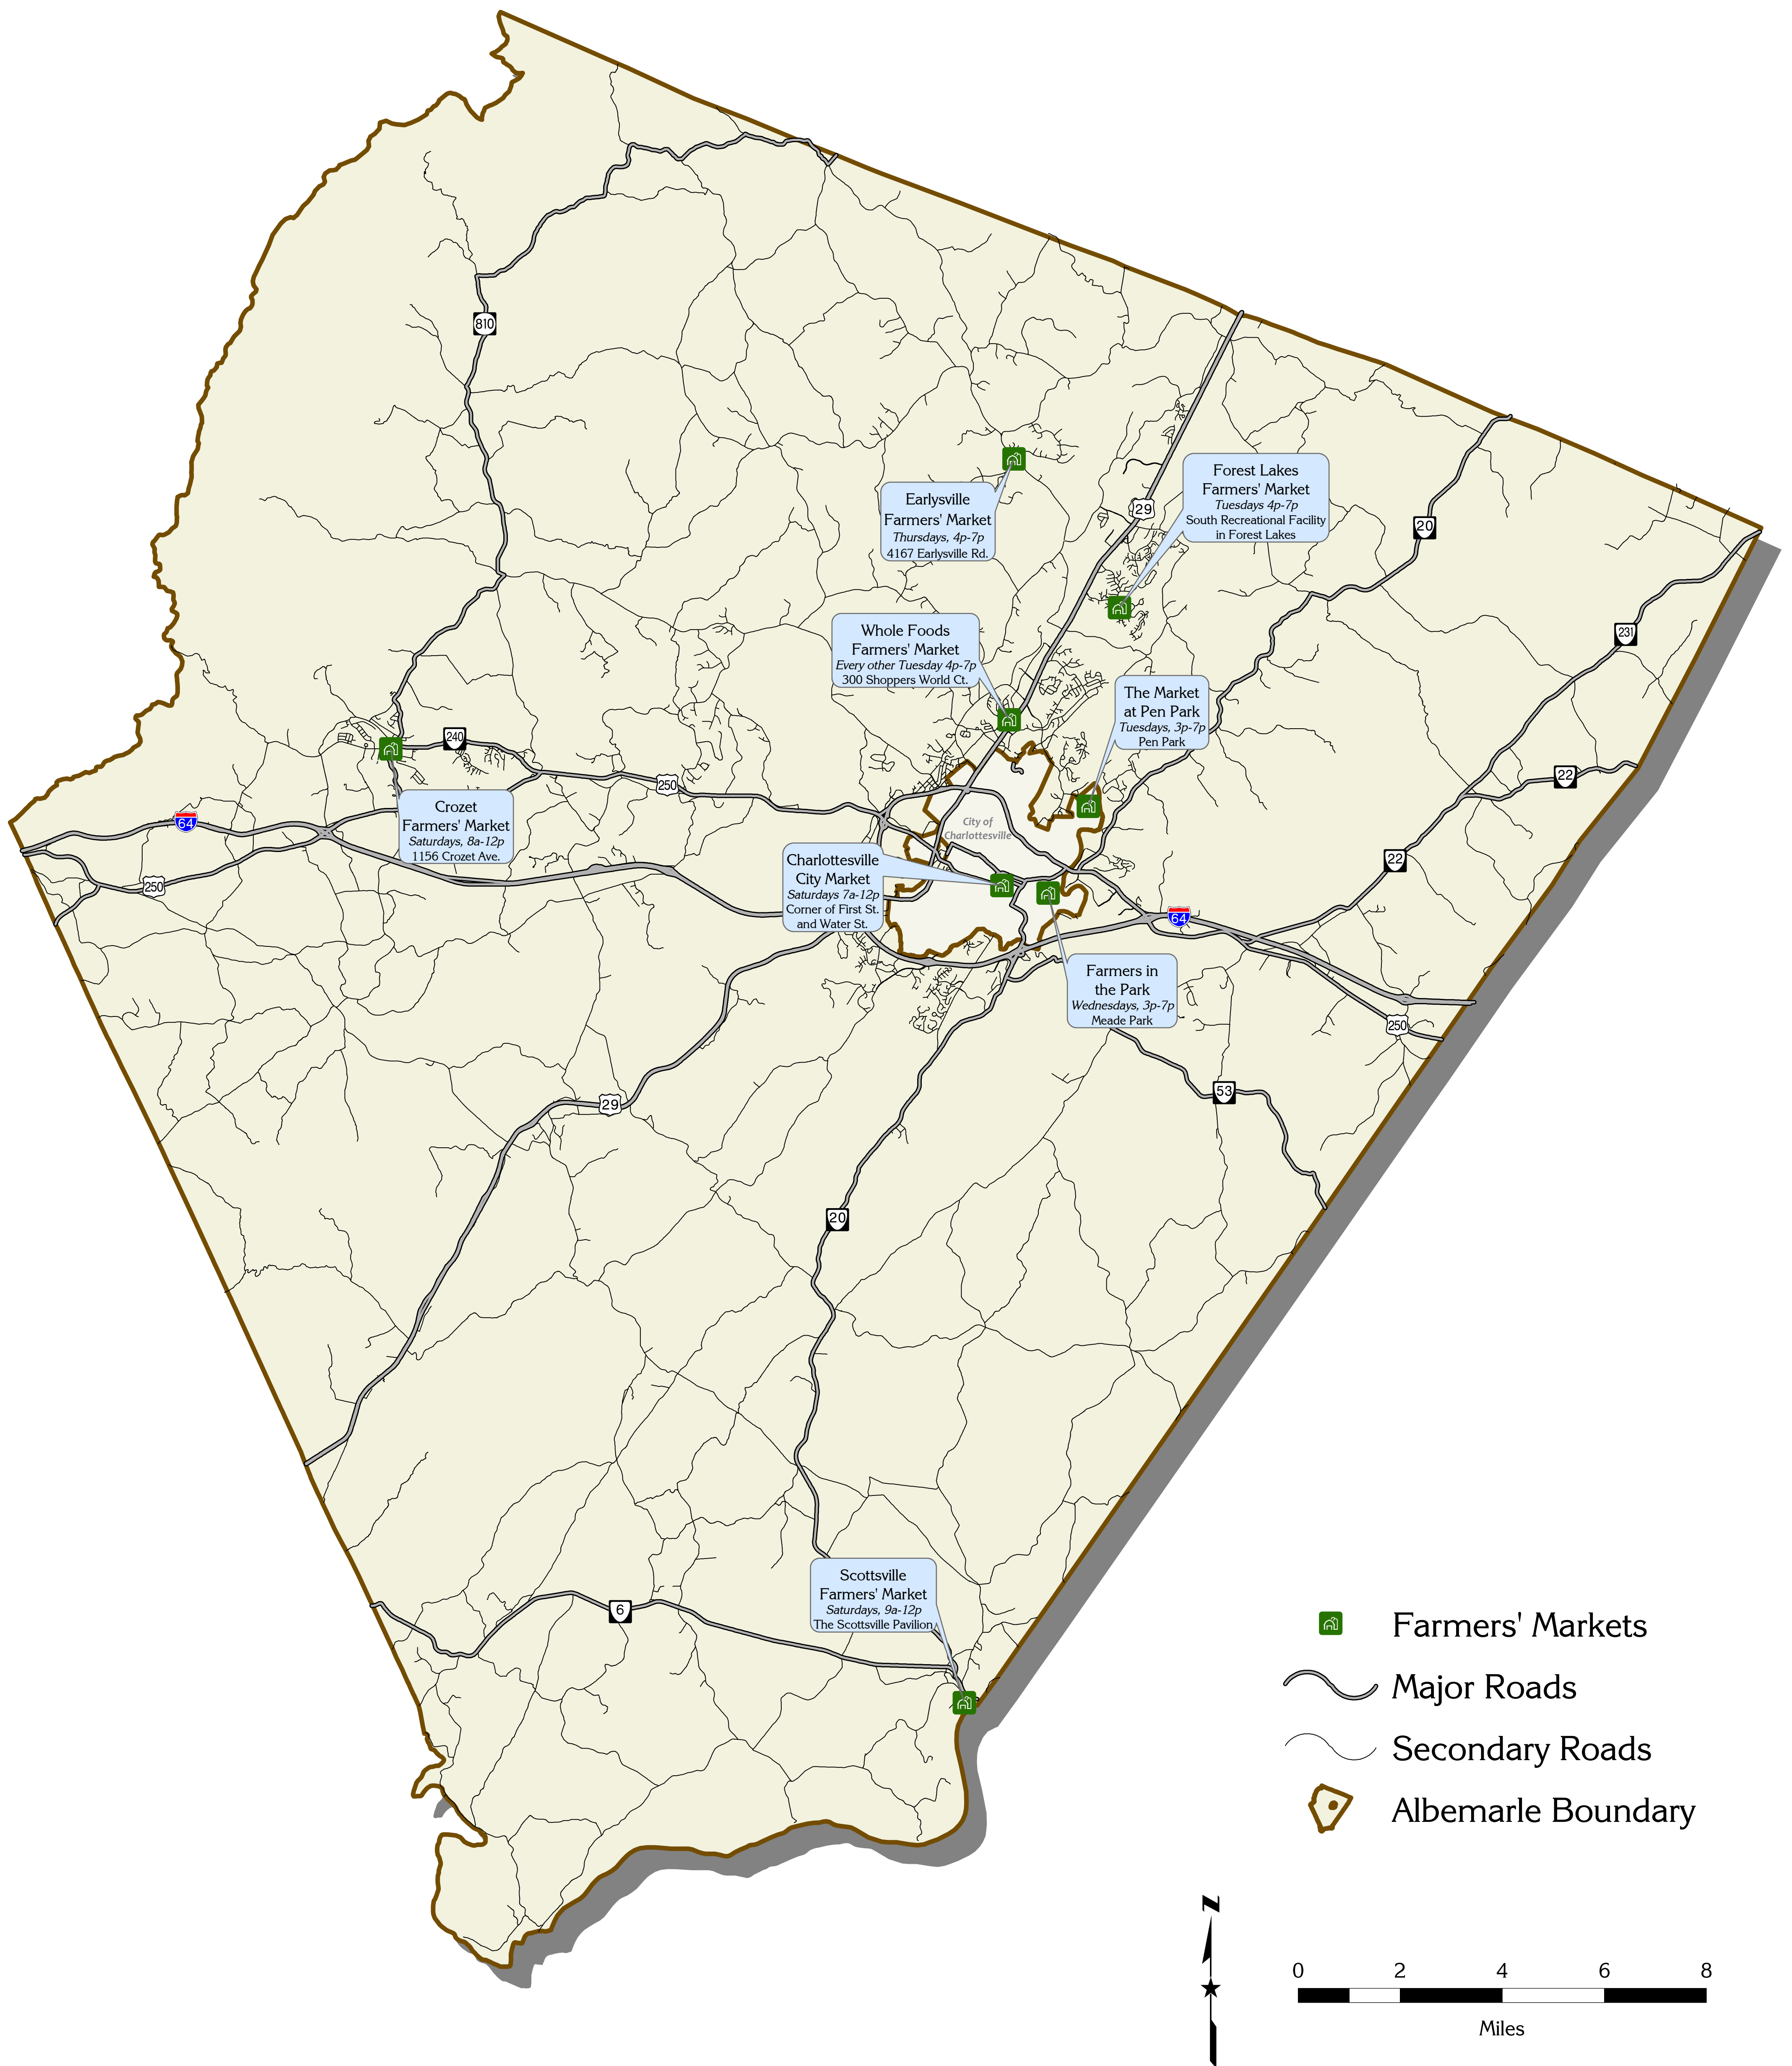 810
Earlysville
Farmers' Market
Thursdays, 4p-7p
4167 Earlysville Rd.
29
Forest Lakes
Farmers' Market
Tuesdays 4p-7p
South Recreational Facility
in Forest Lakes
20
231
Whole Foods
Farmers' Market
Every other Tuesday 4p-7p
300 Shoppers World Ct.
The Market
at Pen Park
Tuesdays, 3p-7p
Pen Park
240
250
22
Crozet
Farmers' Market
Saturdays, 8a-12p
1156 Crozet Ave.
64
City of
Charlottesville
22
250
Charlottesville
City Market
Saturdays 7a-12p
Corner of First St.
and Water St.
64
Farmers in
the Park
Wednesdays, 3p-7p
Meade Park
250
53
29
20
Scottsville
Farmers' Market
Saturdays, 9a-12p
The Scottsville Pavilion
6
Farmers' Markets
Major Roads
Secondary Roads
Albemarle Boundary
N
0 2 4 6 8
Miles